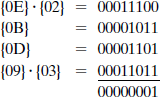 {0E} · {02} = 00011100
{0B} = 00001011
{0D} = 00001101
{09} · {03} = 00011011
00000001